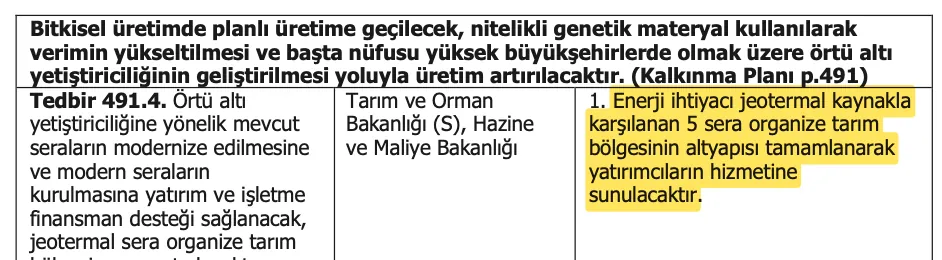 Bitkisel üretimde planlı üretime geçilecek, nitelikli genetik materyal kullanılarak
verimin yükseltilmesi ve başta nüfusu yüksek büyükşehirlerde olmak üzere örtü altı
yetiştiriciliğinin geliştirilmesi yoluyla üretim artırılacaktır. (Kalkınma Planı p.491)
Tedbir 491.4. Örtü altı
yetiştiriciliğine yönelik mevcut
seraların modernize edilmesine
ve modern seraların
kurulmasına yatırım ve işletme
finansman desteği sağlanacak,
jeotermal sera organize tarım
Tarım ve Orman
Bakanlığı (S), Hazine
ve Maliye Bakanlığı
1. Enerji ihtiyacı jeotermal kaynakla
karşılanan 5 sera organize tarım
bölgesinin altyapısı tamamlanarak
yatırımcıların hizmetine
sunulacaktır.